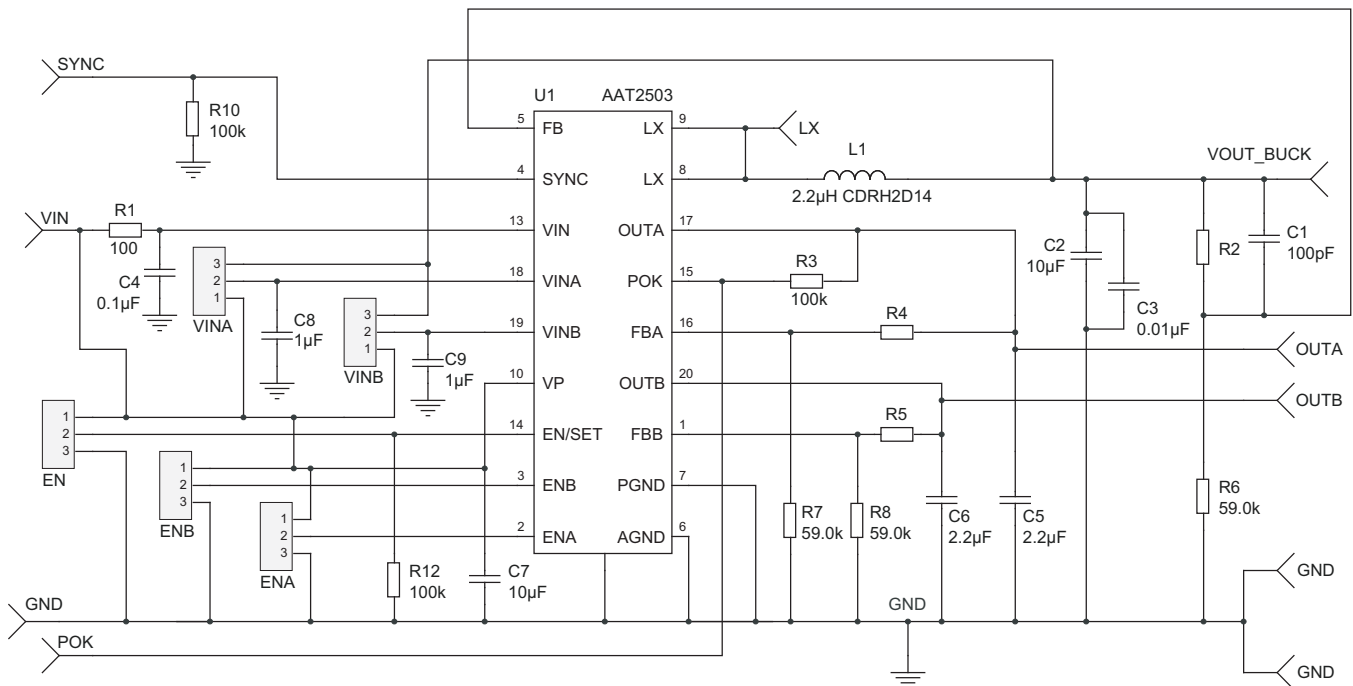 SYNC
R10
100k
U1
AAT2503
5
FB
LX
9
LX
L1
2.2µH CDRH2D14
VOUT_BUCK
4
SYNC
LX
8
VIN
R1
100
13
VIN
OUTA
17
C4
0.1µF
3
2
1
VINA
18
VINA
POK
15
R3
100k
C2
10µF
R2
C1
100pF
C3
0.01µF
C8
1µF
3
2
1
VINB
19
VINB
FBA
16
R4
OUTA
C9
1µF
10
VP
OUTB
20
OUTB
1
2
3
EN
14
EN/SET
FBB
1
R5
1
2
3
ENB
3
ENB
PGND
7
1
2
3
ENA
2
ENA
AGND
6
R7
59.0k
R8
59.0k
C6
2.2µF
C5
2.2µF
R6
59.0k
R12
100k
C7
10µF
GND
GND
GND
POK
GND